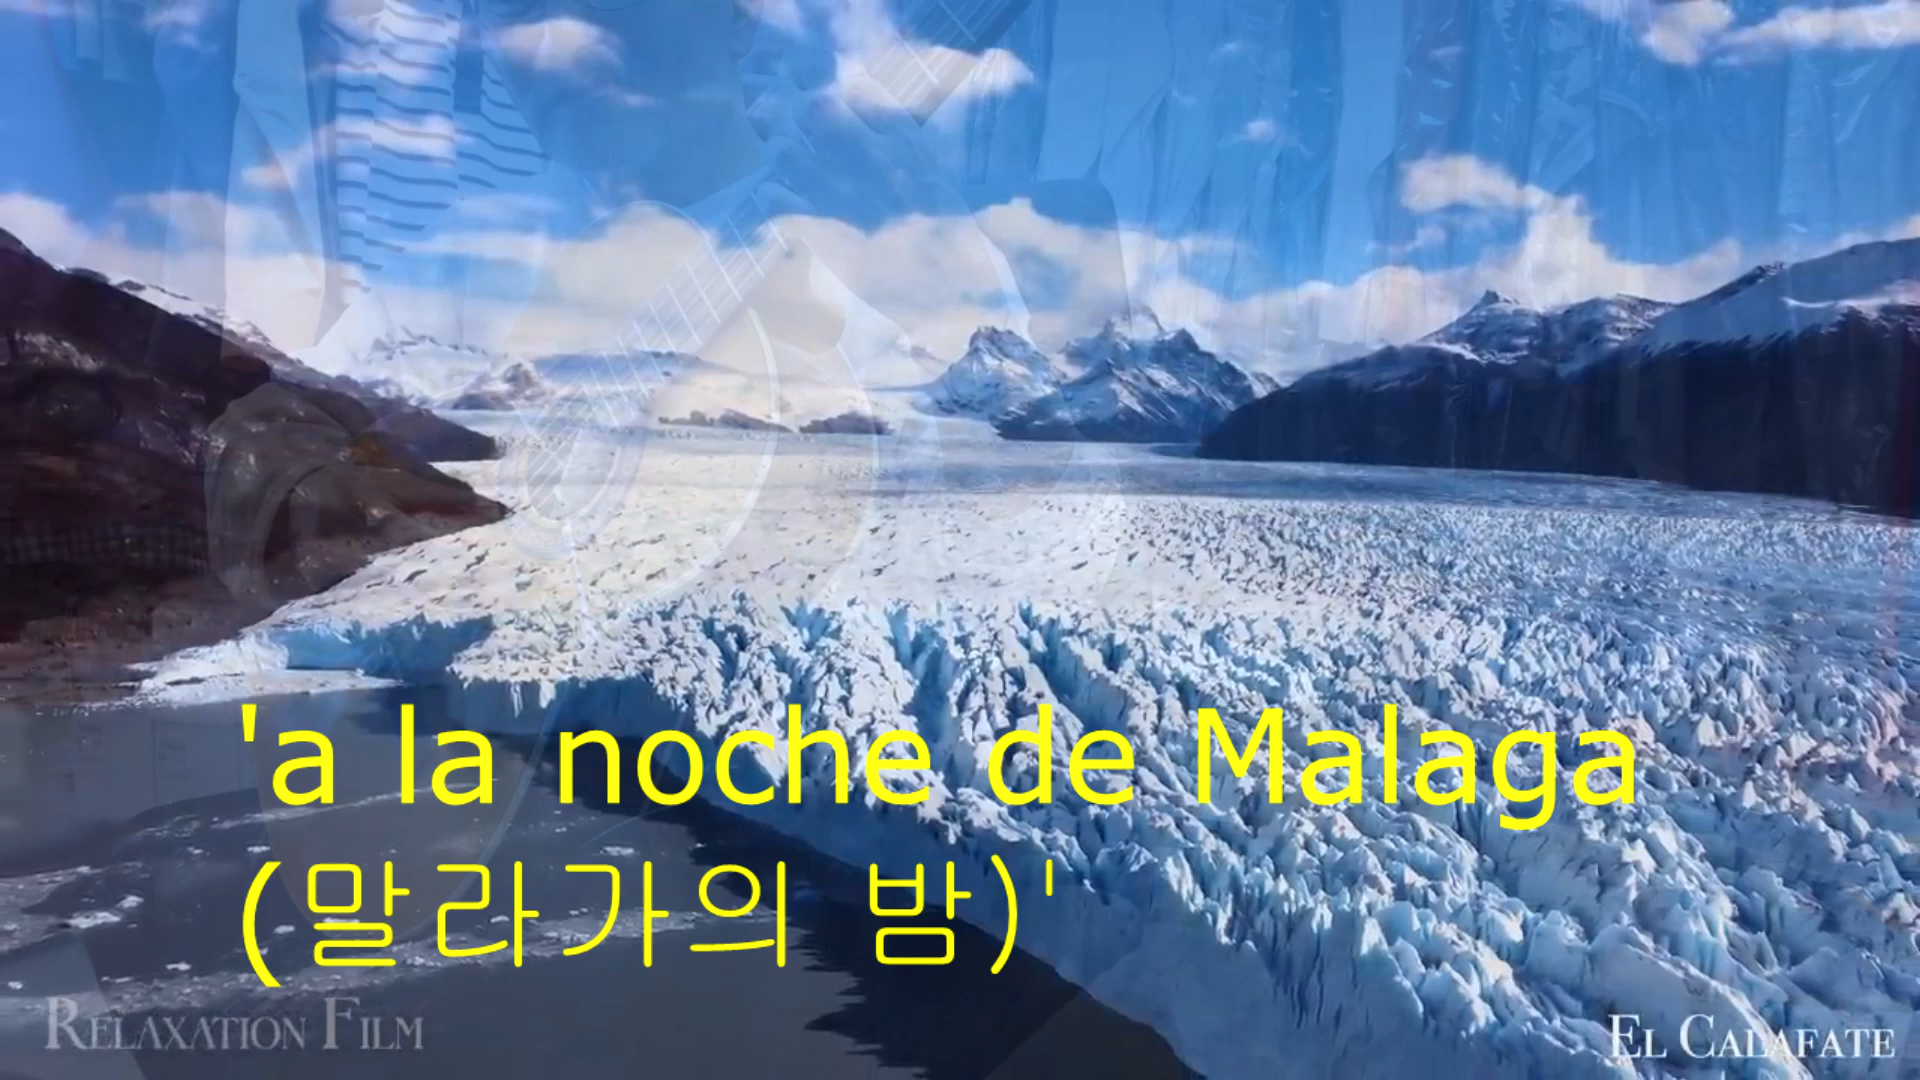 'a la noche de Malaga
(말라가의 밤)'
RELAXATION FILM
EL CALAFATE